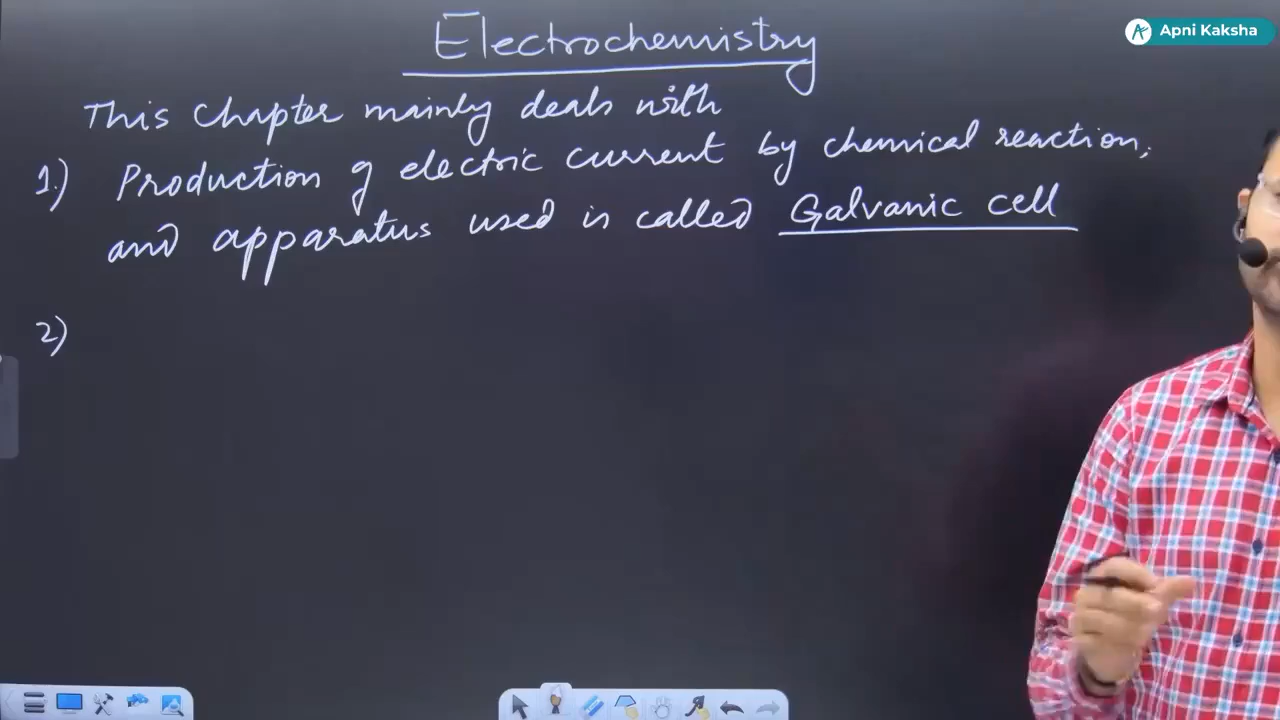 Apni Kaksha
Electrochemistry
This chapter mainly deals with
1.) Production of electric current by chemical reaction,
and apparatus used is called Galvanic cell
2)